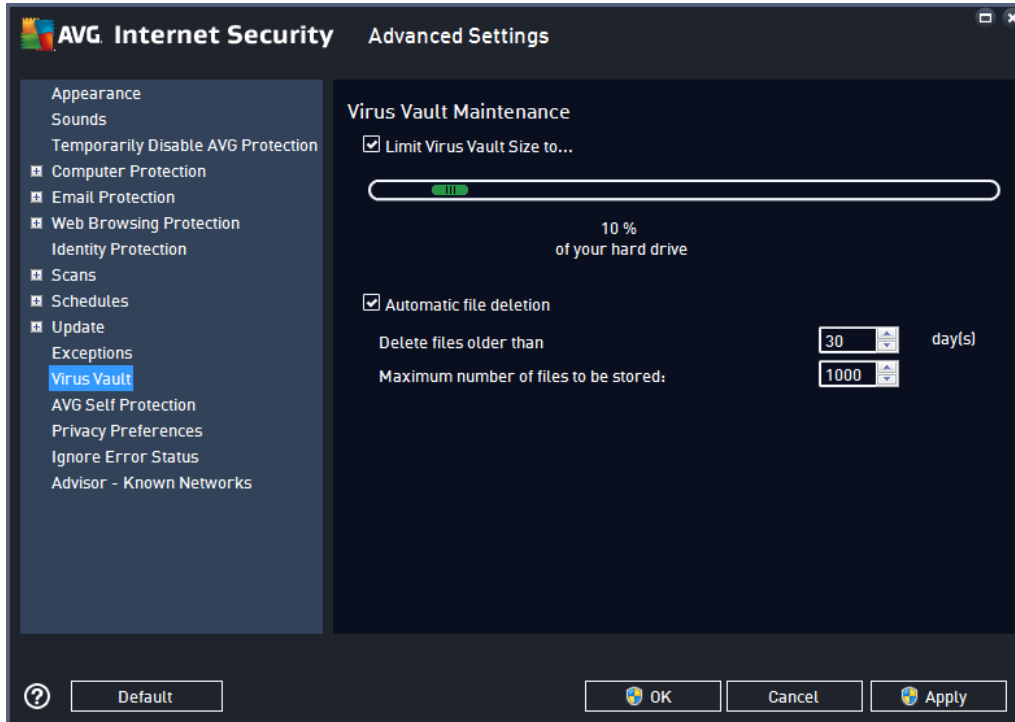 AVG Internet Security Advanced Settings
Appearance
Sounds
Temporarily Disable AVG Protection
Computer Protection
Email Protection
Web Browsing Protection
Identity Protection
Scans
Schedules
Update
Exceptions
Virus Vault
AVG Self Protection
Privacy Preferences
Ignore Error Status
Advisor - Known Networks
Virus Vault Maintenance
Limit Virus Vault Size to...
10 %
of your hard drive
Automatic file deletion
Delete files older than 30 day(s)
Maximum number of files to be stored: 1000
? Default OK Cancel Apply